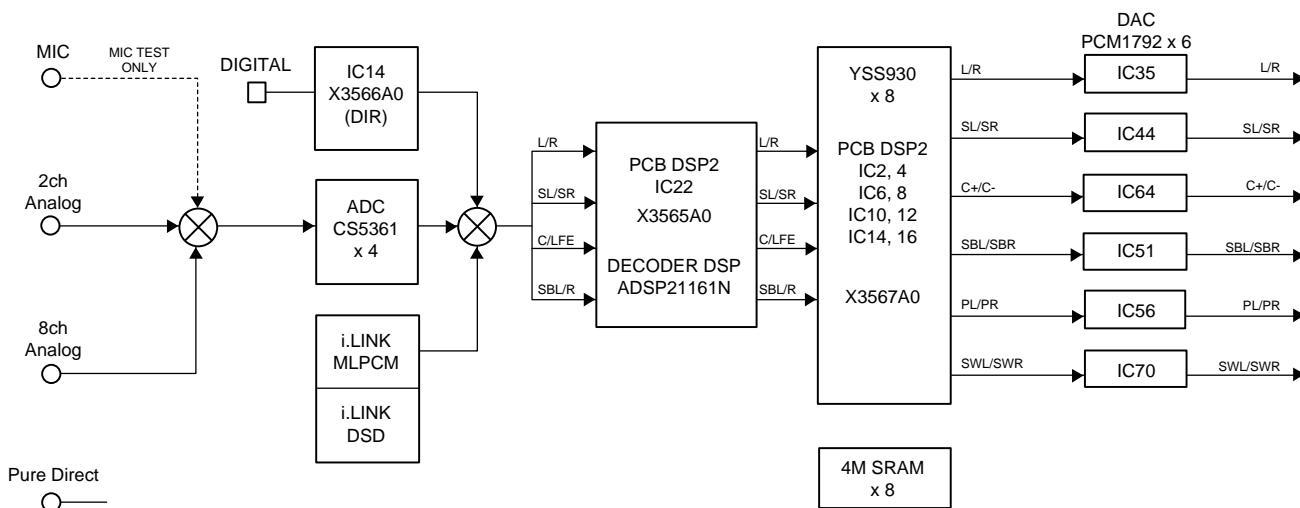 MIC
MIC TEST
ONLY
2ch
Analog
8ch
Analog
Pure Direct
DIGITAL
IC14
X3566A0
(DIR)
ADC
CS5361
x 4
i.LINK
MLPCM
i.LINK
DSD
L/R
SL/SR
C/LFE
SBL/R
PCB DSP2
IC22
X3565A0
DECODER DSP
ADSP21161N
L/R
SL/SR
C/LFE
SBL/R
YSS930
x 8
PCB DSP2
IC2, 4
IC6, 8
IC10, 12
IC14, 16
X3567A0
4M SRAM
x 8
L/R
SL/SR
C+/C-
SBL/SBR
PL/PR
SWL/SWR
DAC
PCM1792 x 6
IC35
IC44
IC64
IC51
IC56
IC70
L/R
SL/SR
C+/C-
SBL/SBR
PL/PR
SWL/SWR